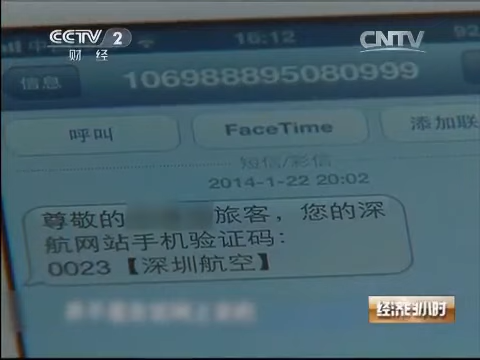 CCTV 2
财经
CNTV
16:12
92
信息
106988895080999
呼叫
FaceTime
添加联
短信/彩信
2014-1-22 20:02
尊敬的 旅客，您的深
航网站手机验证码：
0023【深圳航空】
经济半小时